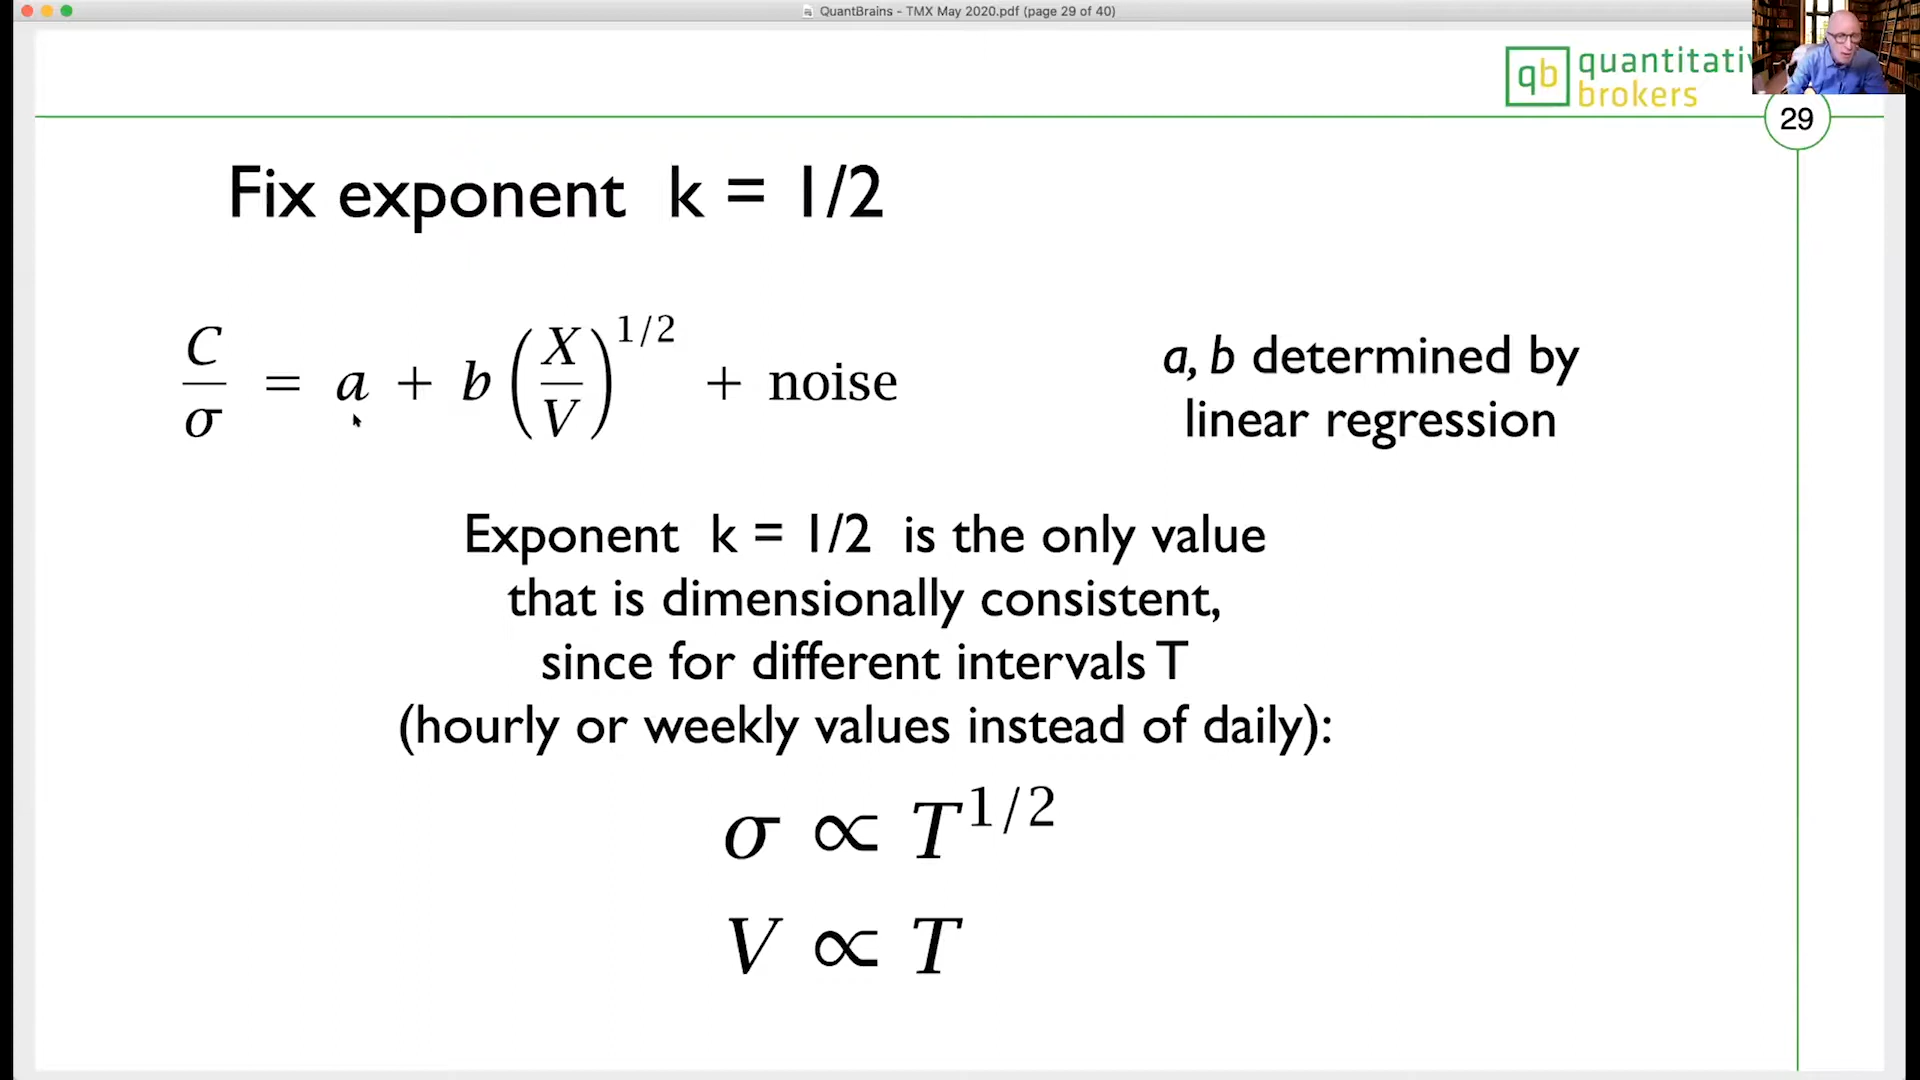 QuantBrains - TMX May 2020.pdf (page 29 of 40)
qb quantitati
brokers
29
Fix exponent k = 1/2
C/σ = a + b (X/V)^{1/2} + noise
a, b determined by
linear regression
Exponent k = 1/2 is the only value
that is dimensionally consistent,
since for different intervals T
(hourly or weekly values instead of daily):
σ ∝ T^{1/2}
V ∝ T